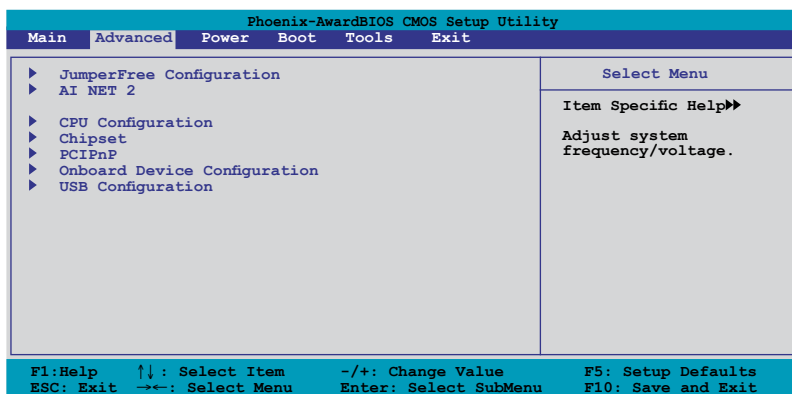 Phoenix-AwardBIOS CMOS Setup Utility
Main Advanced Power Boot Tools Exit
JumperFree Configuration
AI NET 2
CPU Configuration
Chipset
PCIPnP
Onboard Device Configuration
USB Configuration
Select Menu
Item Specific Help
Adjust system
frequency/voltage.
F1:Help ↑↓ : Select Item -/+: Change Value F5: Setup Defaults
ESC: Exit →←: Select Menu Enter: Select SubMenu F10: Save and Exit